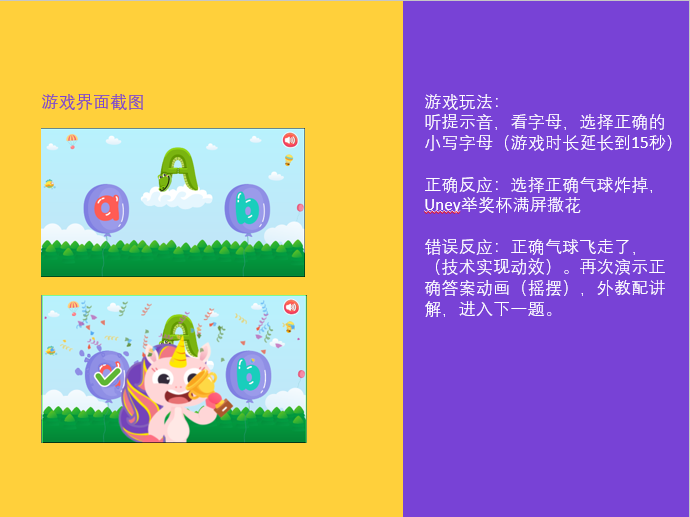 游戏界面截图
A
a
b
A
b
游戏玩法：
听提示音，看字母，选择正确的
小写字母（游戏时长延长到15秒）
正确反应：选择正确气球炸掉，
Uney举奖杯满屏撒花
错误反应：正确气球飞走了，
（技术实现动效）。再次演示正
确答案动画（摇摆），外教配讲
解，进入下一题。